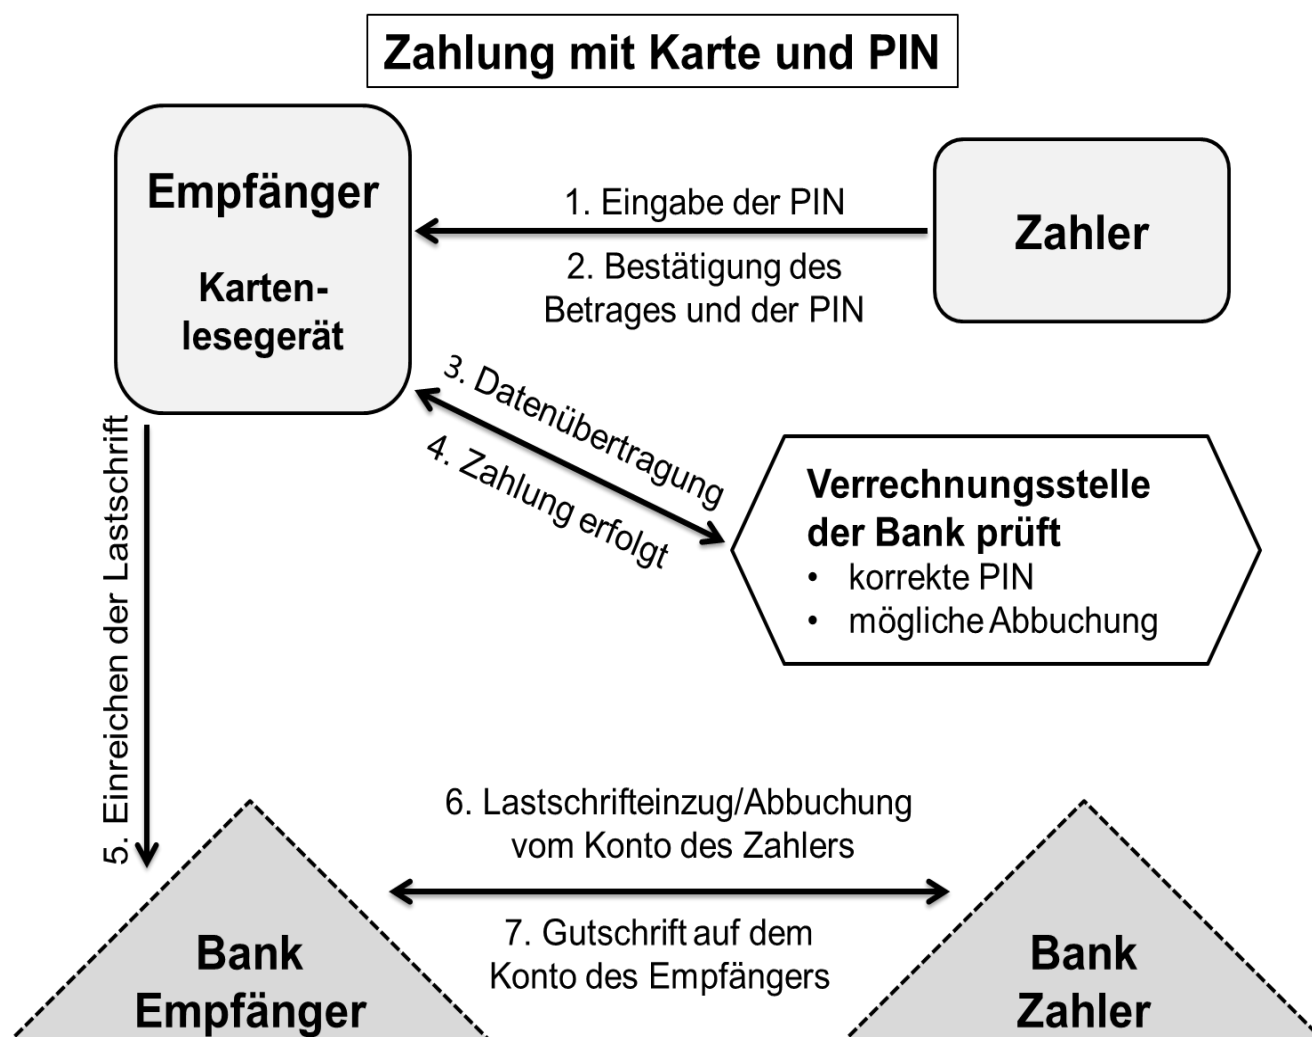 Zahlung mit Karte und PIN
Empfänger
Karten-
lesegerät
1. Eingabe der PIN
2. Bestätigung des
Betrages und der PIN
Zahler
3. Datenübertragung
4. Zahlung erfolgt
Verrechnungsstelle
der Bank prüft
• korrekte PIN
• mögliche Abbuchung
5. Einreichen der Lastschrift
6. Lastschrifteinzug/Abbuchung
vom Konto des Zahlers
7. Gutschrift auf dem
Konto des Empfängers
Bank
Empfänger
Bank
Zahler